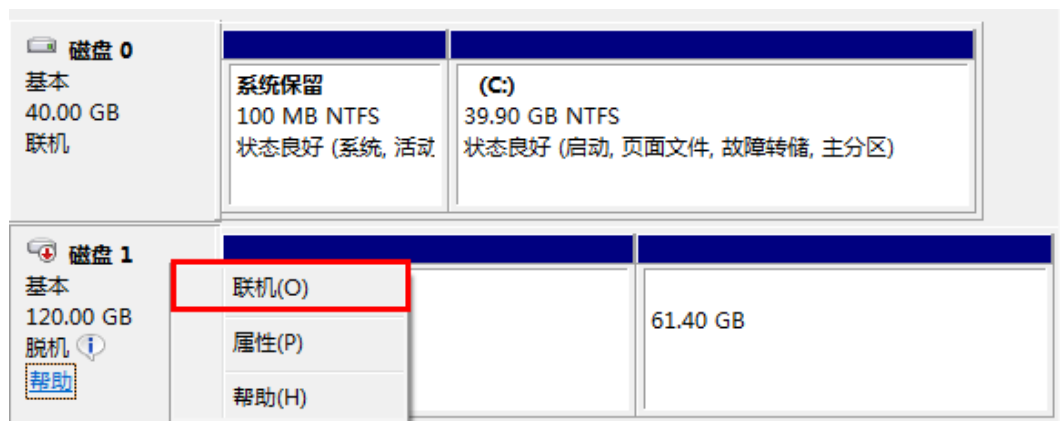 磁盘 0
基本
40.00 GB
联机
系统保留
100 MB NTFS
状态良好 (系统, 活动
(C:)
39.90 GB NTFS
状态良好 (启动, 页面文件, 故障转储, 主分区)
磁盘 1
基本
120.00 GB
脱机
帮助
联机(O)
属性(P)
帮助(H)
61.40 GB